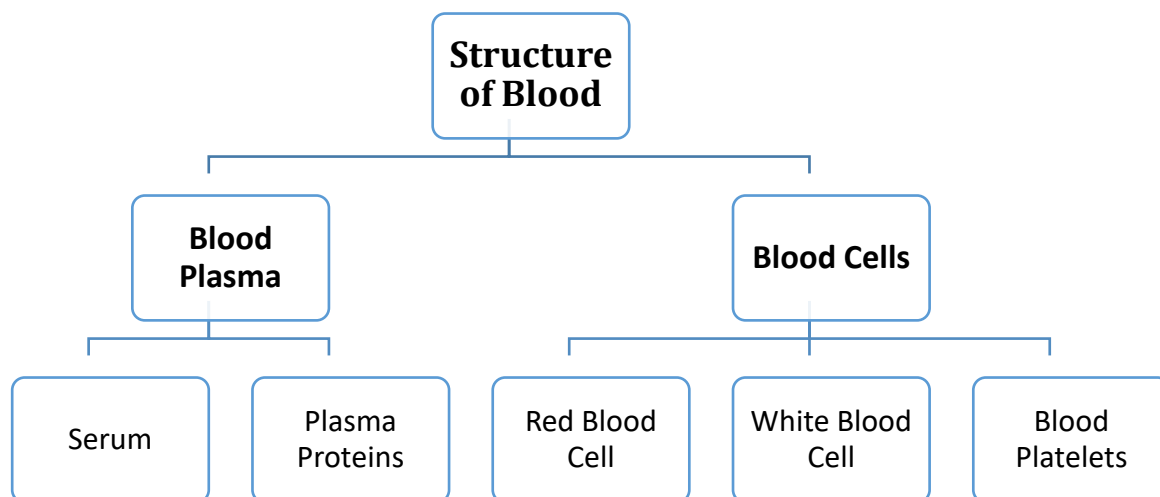 Structure
of Blood
Blood
Plasma
Blood Cells
Serum
Plasma
Proteins
Red Blood
Cell
White Blood
Cell
Blood
Platelets